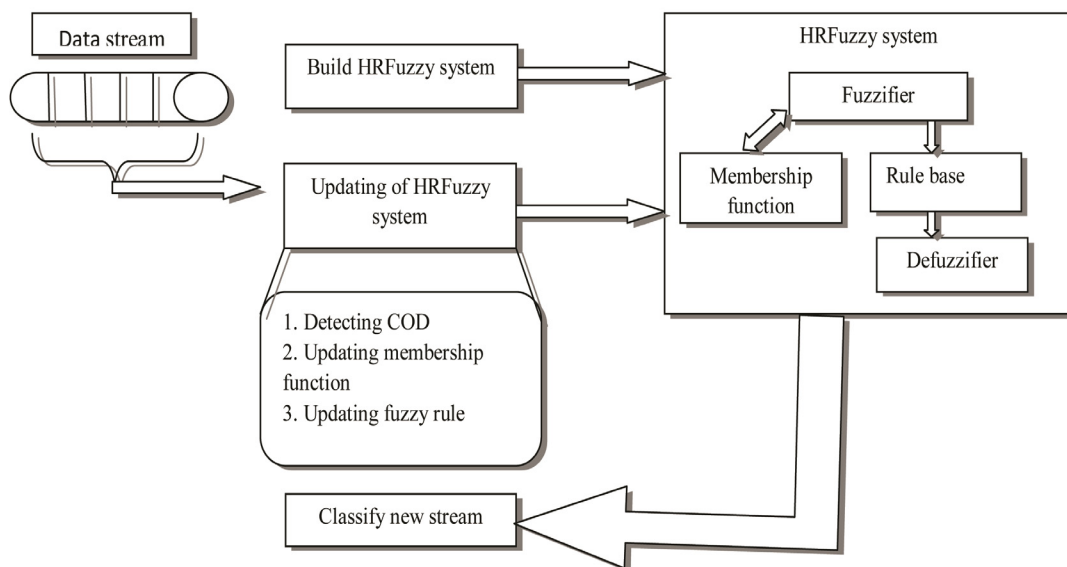 Data stream
Build HRFuzzy system
Updating of HRFuzzy
system
1. Detecting COD
2. Updating membership
function
3. Updating fuzzy rule
Classify new stream
HRFuzzy system
Fuzzifier
Membership
function
Rule base
Defuzzifier